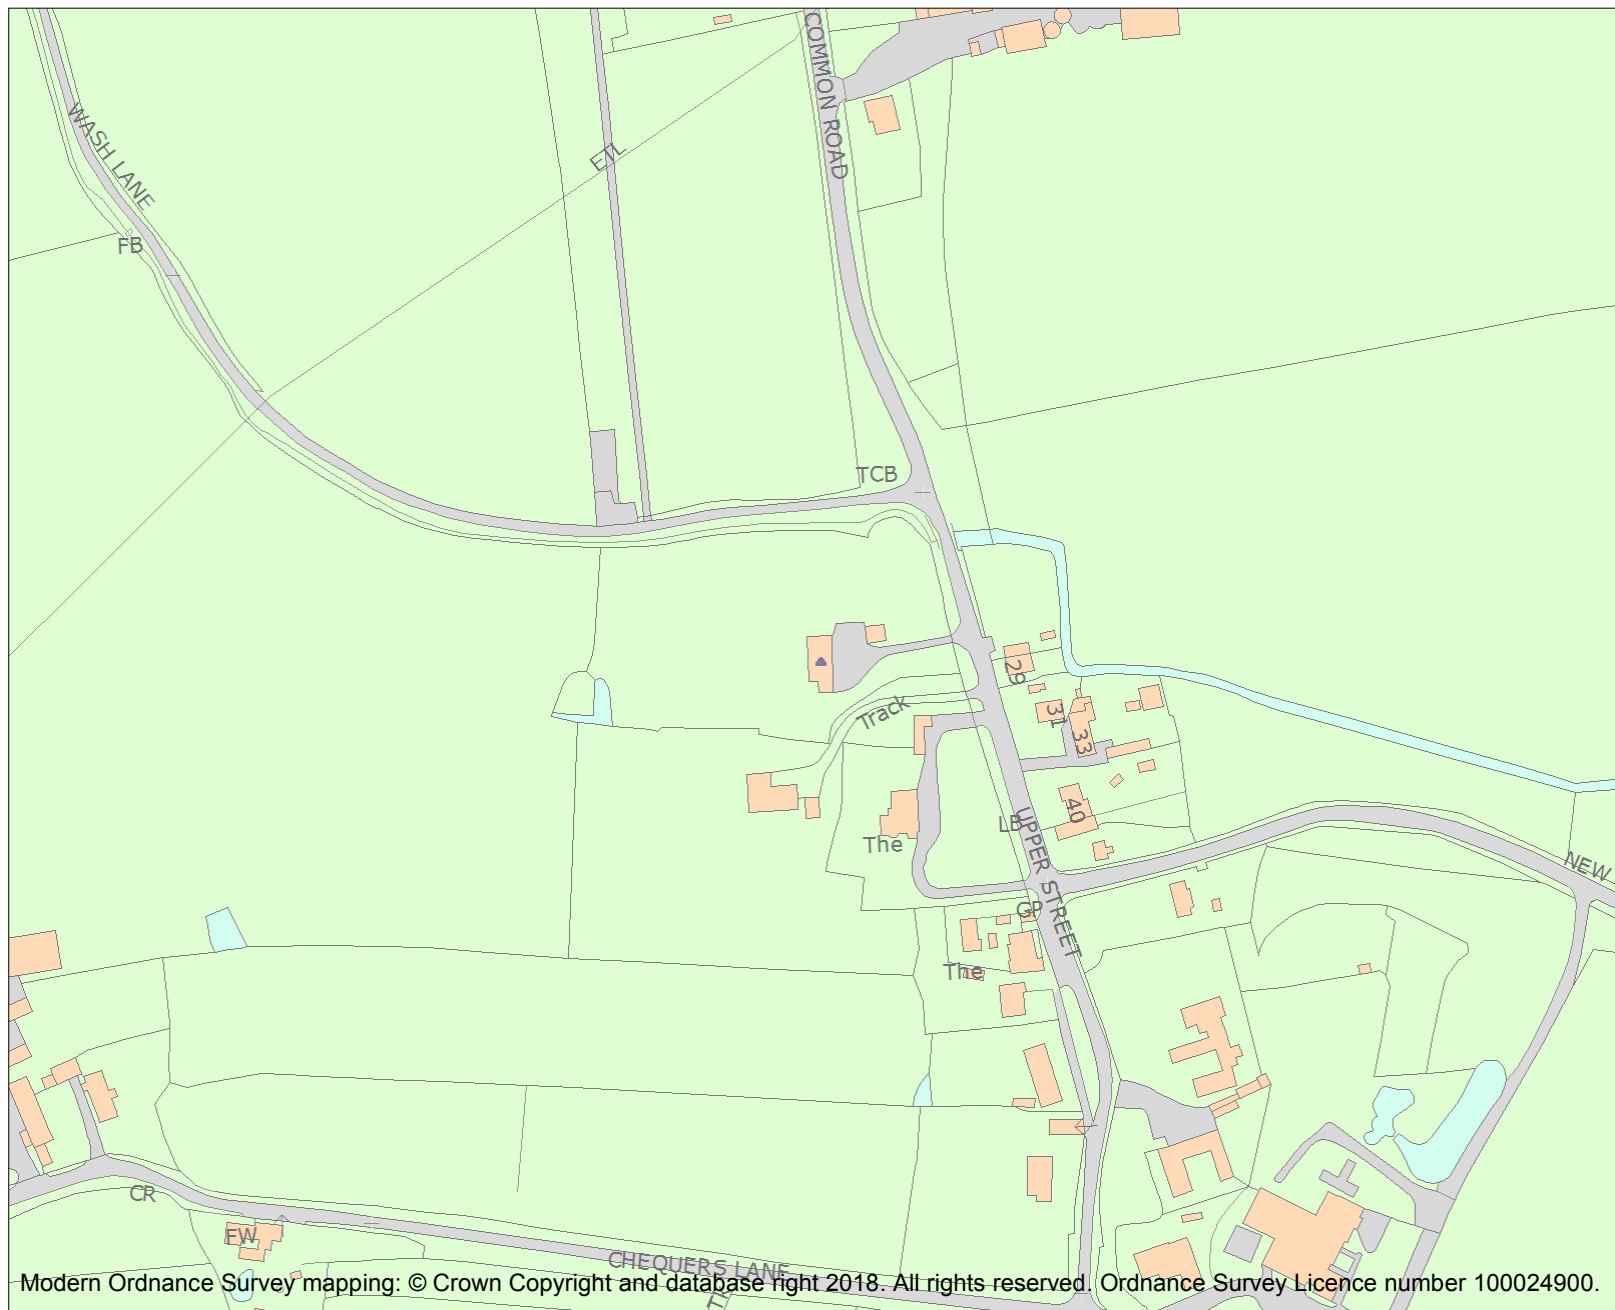 COMMON ROAD
WASH LANE
ETL
FB
TCB
29
Track
31
33
40
LB
UPPER STREET
The
NEW
GP
The
CR
FW
CHEQUERS LANE
Modern Ordnance Survey mapping: © Crown Copyright and database right 2018. All rights reserved. Ordnance Survey Licence number 100024900.